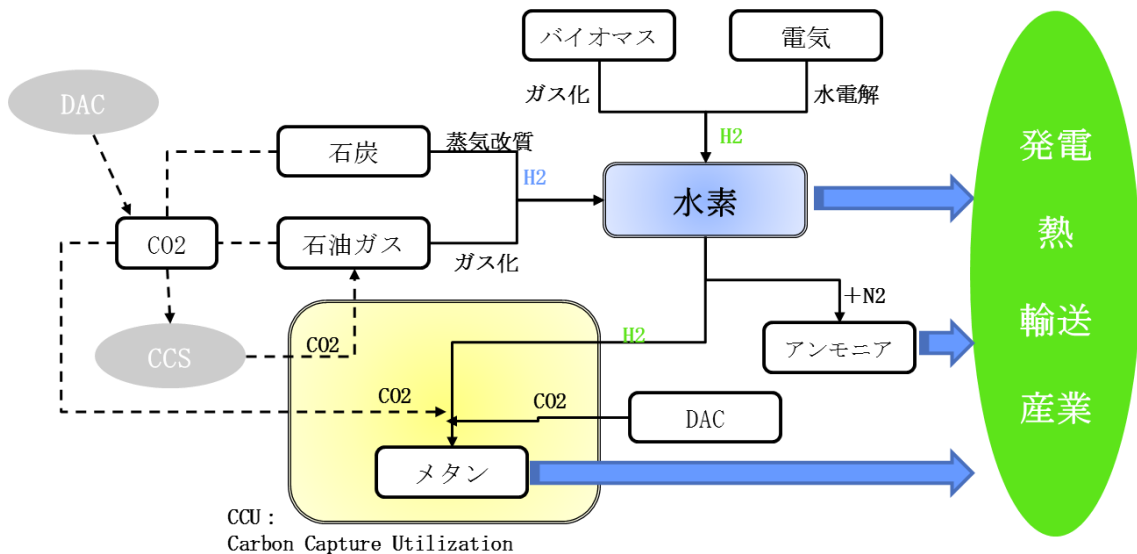 バイオマス
電気
ガス化
水電解
H2
DAC
石炭
蒸気改質
H2
水素
CO2
石油ガス
ガス化
CCS
CO2
H2
＋N2
アンモニア
CO2
CO2
DAC
メタン
CCU：
Carbon Capture Utilization
発電
熱
輸送
産業